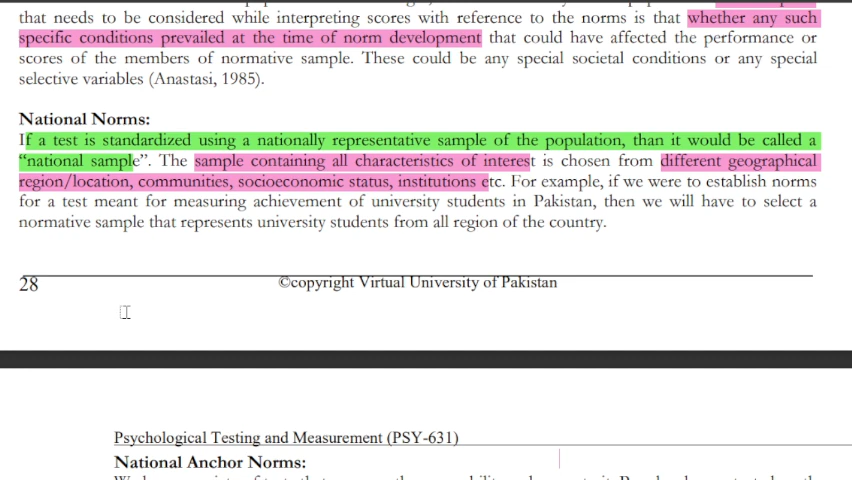 that needs to be considered while interpreting scores with reference to the norms is that whether any such
specific conditions prevailed at the time of norm development that could have affected the performance or
scores of the members of normative sample. These could be any special societal conditions or any special
selective variables (Anastasi, 1985).
National Norms:
If a test is standardized using a nationally representative sample of the population, than it would be called a
“national sample”. The sample containing all characteristics of interest is chosen from different geographical
region/location, communities, socioeconomic status, institutions etc. For example, if we were to establish norms
for a test meant for measuring achievement of university students in Pakistan, then we will have to select a
normative sample that represents university students from all region of the country.
28 ©copyright Virtual University of Pakistan
Psychological Testing and Measurement (PSY-631)
National Anchor Norms: